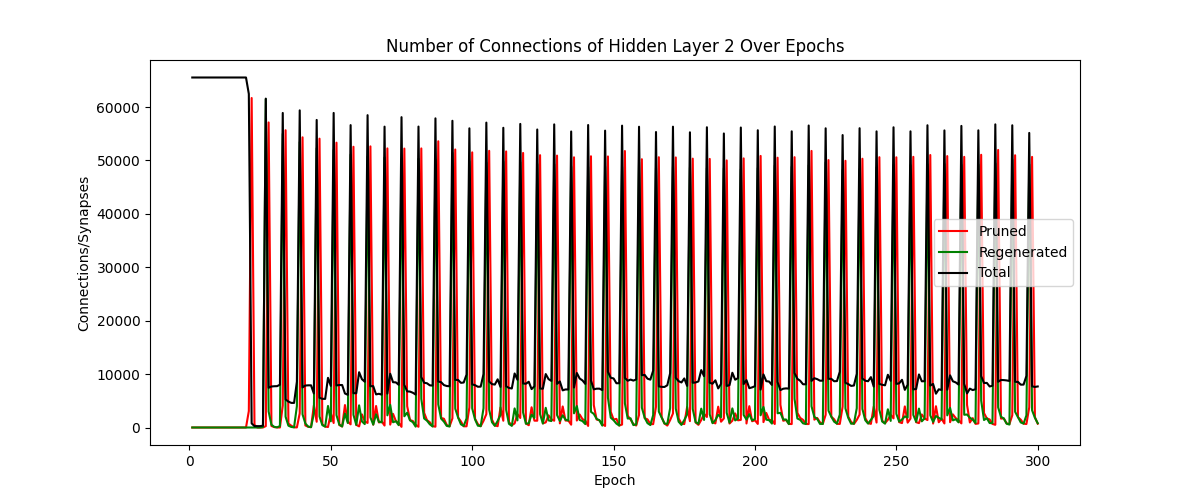 Number of Connections of Hidden Layer 2 Over Epochs
Connections/Synapses
60000
50000
40000
30000
20000
10000
0
Pruned
Regenerated
Total
0
50
100
150
200
250
300
Epoch